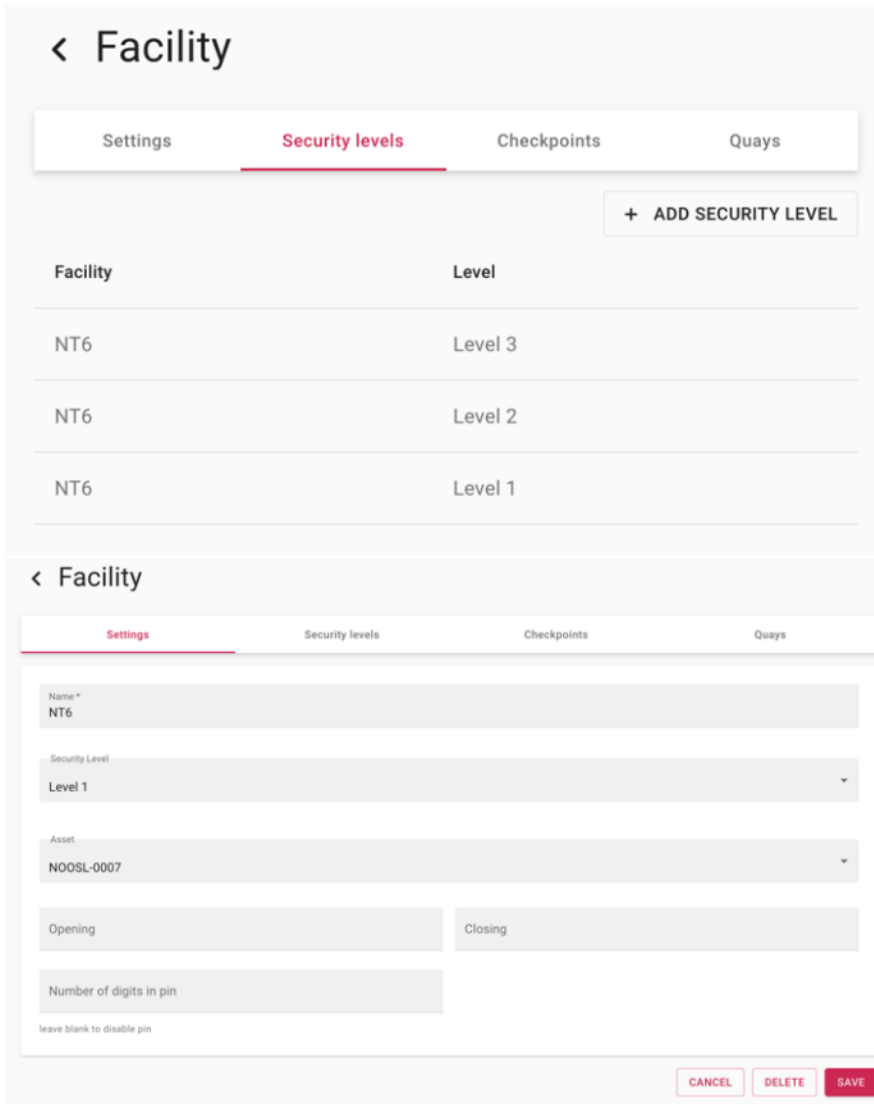 Facility
Settings Security levels Checkpoints Quays
+ ADD SECURITY LEVEL
Facility Level
NT6 Level 3
NT6 Level 2
NT6 Level 1
Facility
Settings Security levels Checkpoints Quays
Name *
NT6
Security Level
Level 1
Asset
NOOSL-0007
Opening Closing
Number of digits in pin
leave blank to disable pin
CANCEL DELETE SAVE